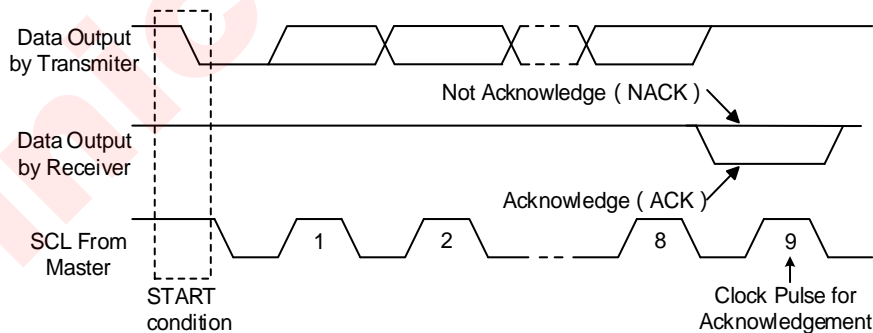 Data Output
by Transmiter
Not Acknowledge ( NACK )
Data Output
by Receiver
Acknowledge ( ACK )
SCL From
Master
1
2
8
9
START
condition
Clock Pulse for
Acknowledgement